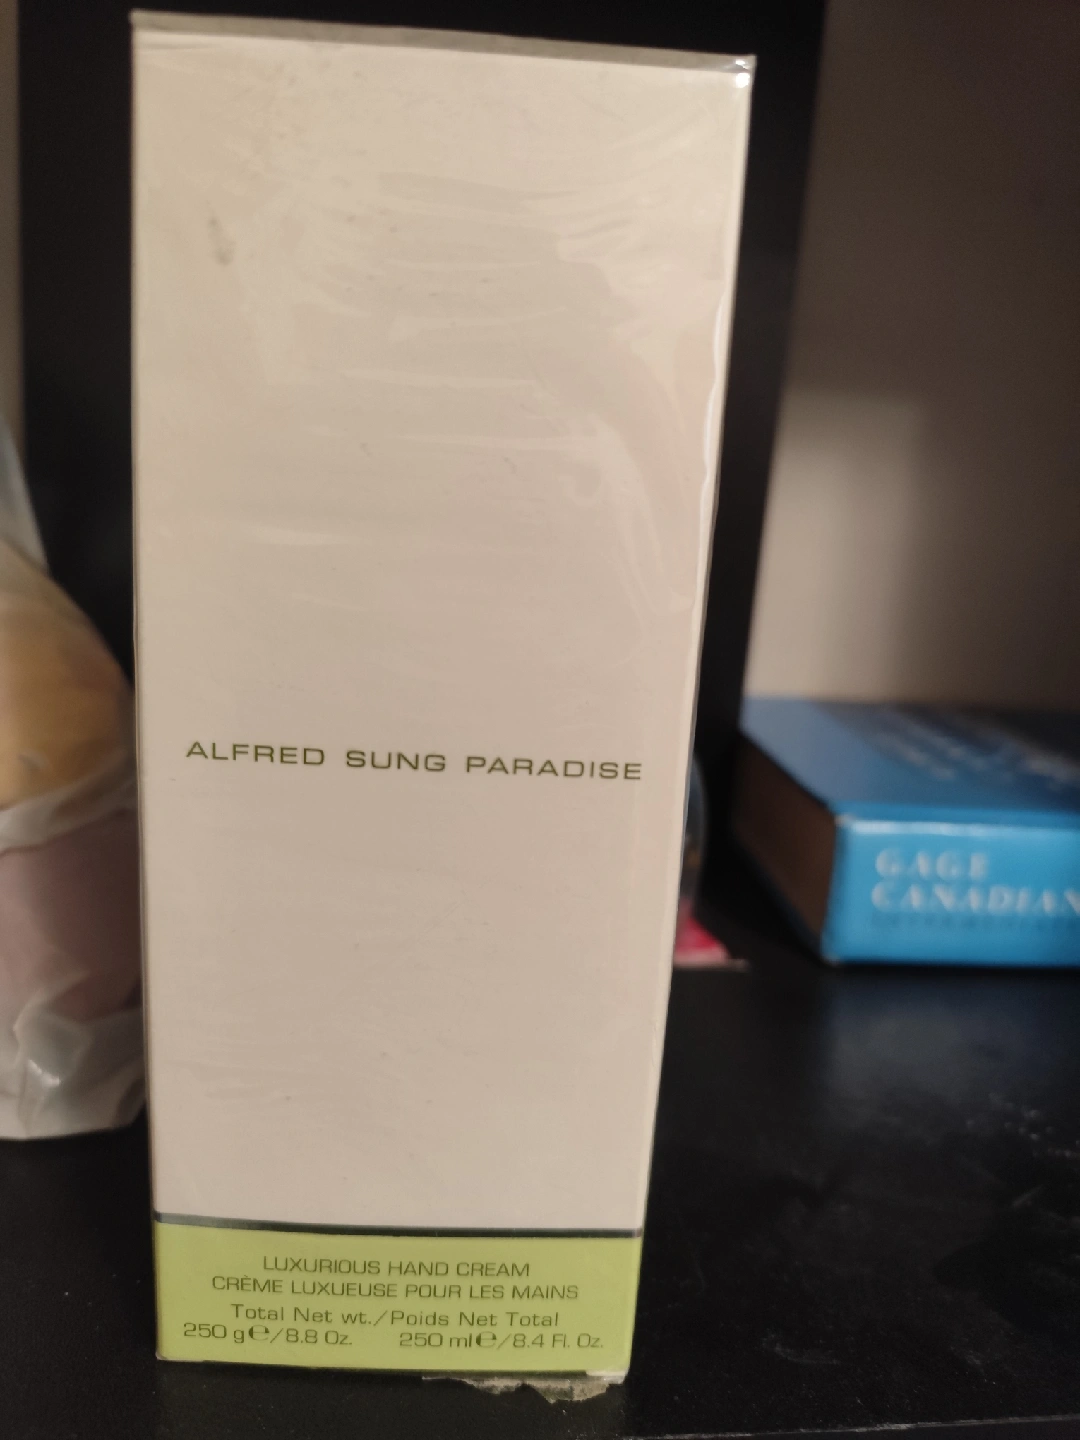 ALFRED SUNG PARADISE
LUXURIOUS HAND CREAM
CRÈME LUXUEUSE POUR LES MAINS
Total Net wt./Poids Net Total
250 g℮/8.8 Oz. 250 ml℮/8.4 Fl. Oz.
GAGE
CANADIAN